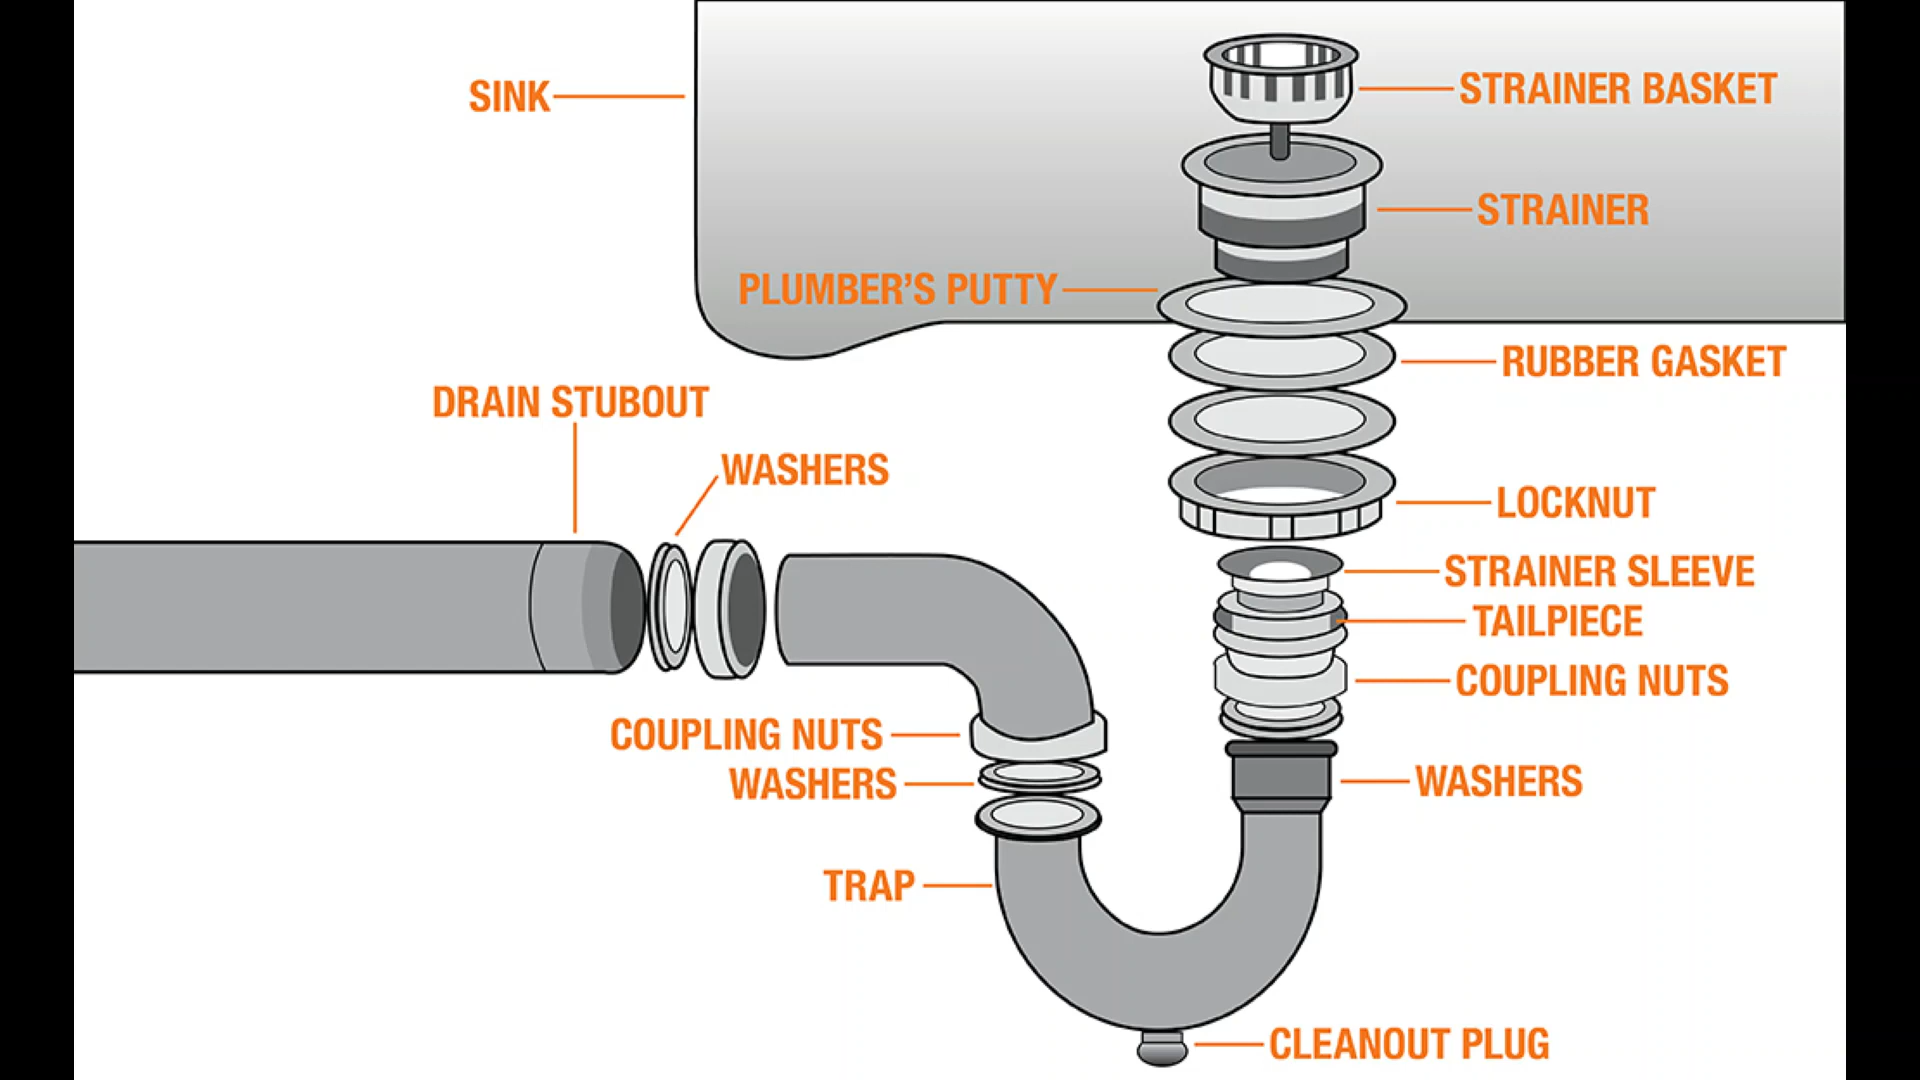 SINK
STRAINER BASKET
STRAINER
PLUMBER'S PUTTY
RUBBER GASKET
DRAIN STUBOUT
WASHERS
LOCKNUT
STRAINER SLEEVE
TAILPIECE
COUPLING NUTS
COUPLING NUTS
WASHERS
WASHERS
TRAP
CLEANOUT PLUG